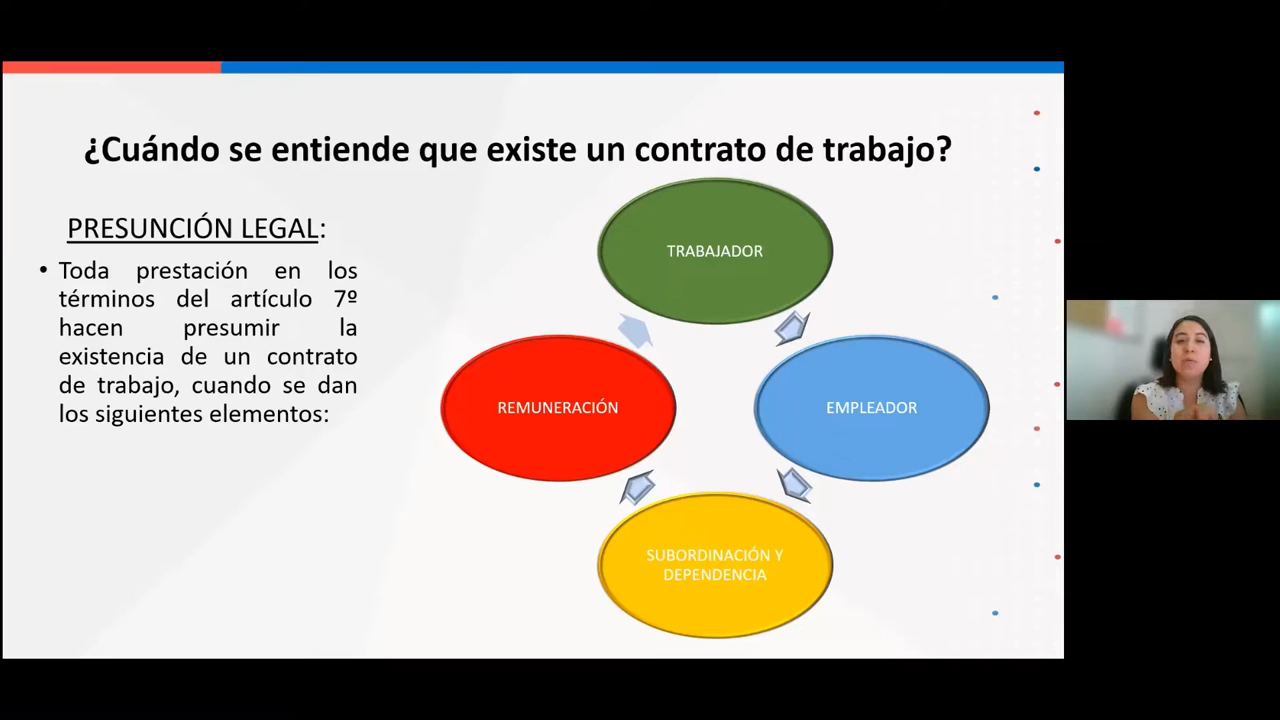 ¿Cuándo se entiende que existe un contrato de trabajo?
PRESUNCIÓN LEGAL:
• Toda prestación en los
términos del artículo 7º
hacen presumir la
existencia de un contrato
de trabajo, cuando se dan
los siguientes elementos:
TRABAJADOR
REMUNERACIÓN
EMPLEADOR
SUBORDINACIÓN Y
DEPENDENCIA